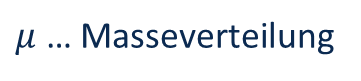 𝜇 … Masseverteilung